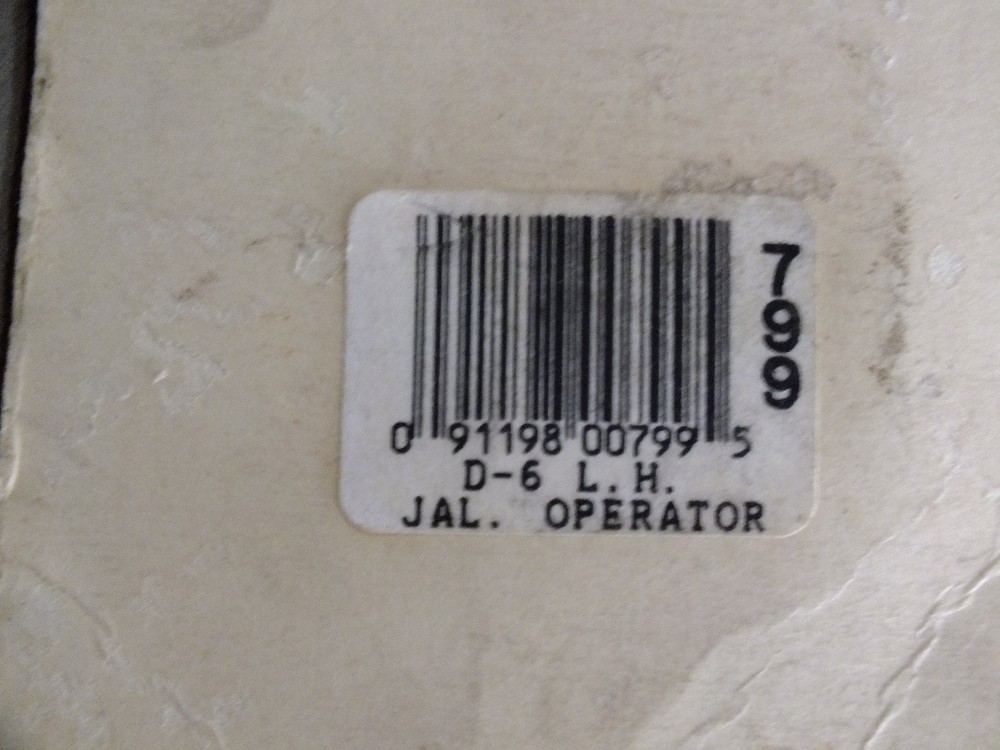 799
0 91198 00799 5
D-6 L.H.
JAL. OPERATOR